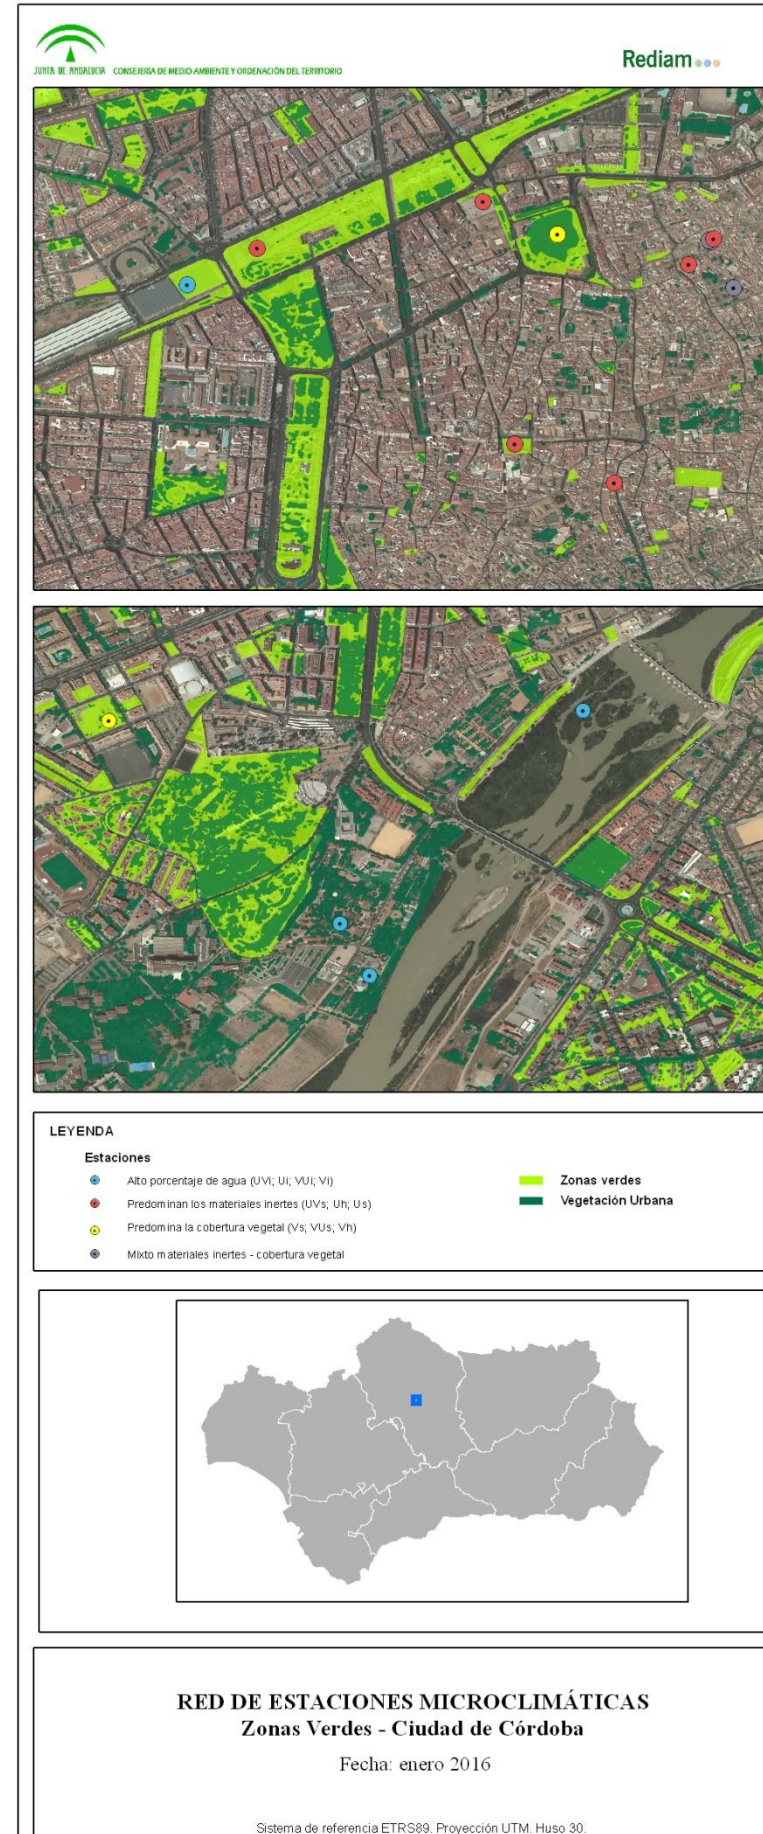 JUNTA DE ANDALUCIA CONSEJERÍA DE MEDIO AMBIENTE Y ORDENACIÓN DEL TERRITORIO
Rediam
LEYENDA
Estaciones
Alto porcentaje de agua (UVi; Ui; VUi; Vi)
Predominan los materiales inertes (UVs; Uh; Us)
Predomina la cobertura vegetal (Vs; VUs; Vh)
Mixto materiales inertes - cobertura vegetal
Zonas verdes
Vegetación Urbana
RED DE ESTACIONES MICROCLIMÁTICAS
Zonas Verdes - Ciudad de Córdoba
Fecha: enero 2016
Sistema de referencia ETRS89. Proyección UTM. Huso 30.